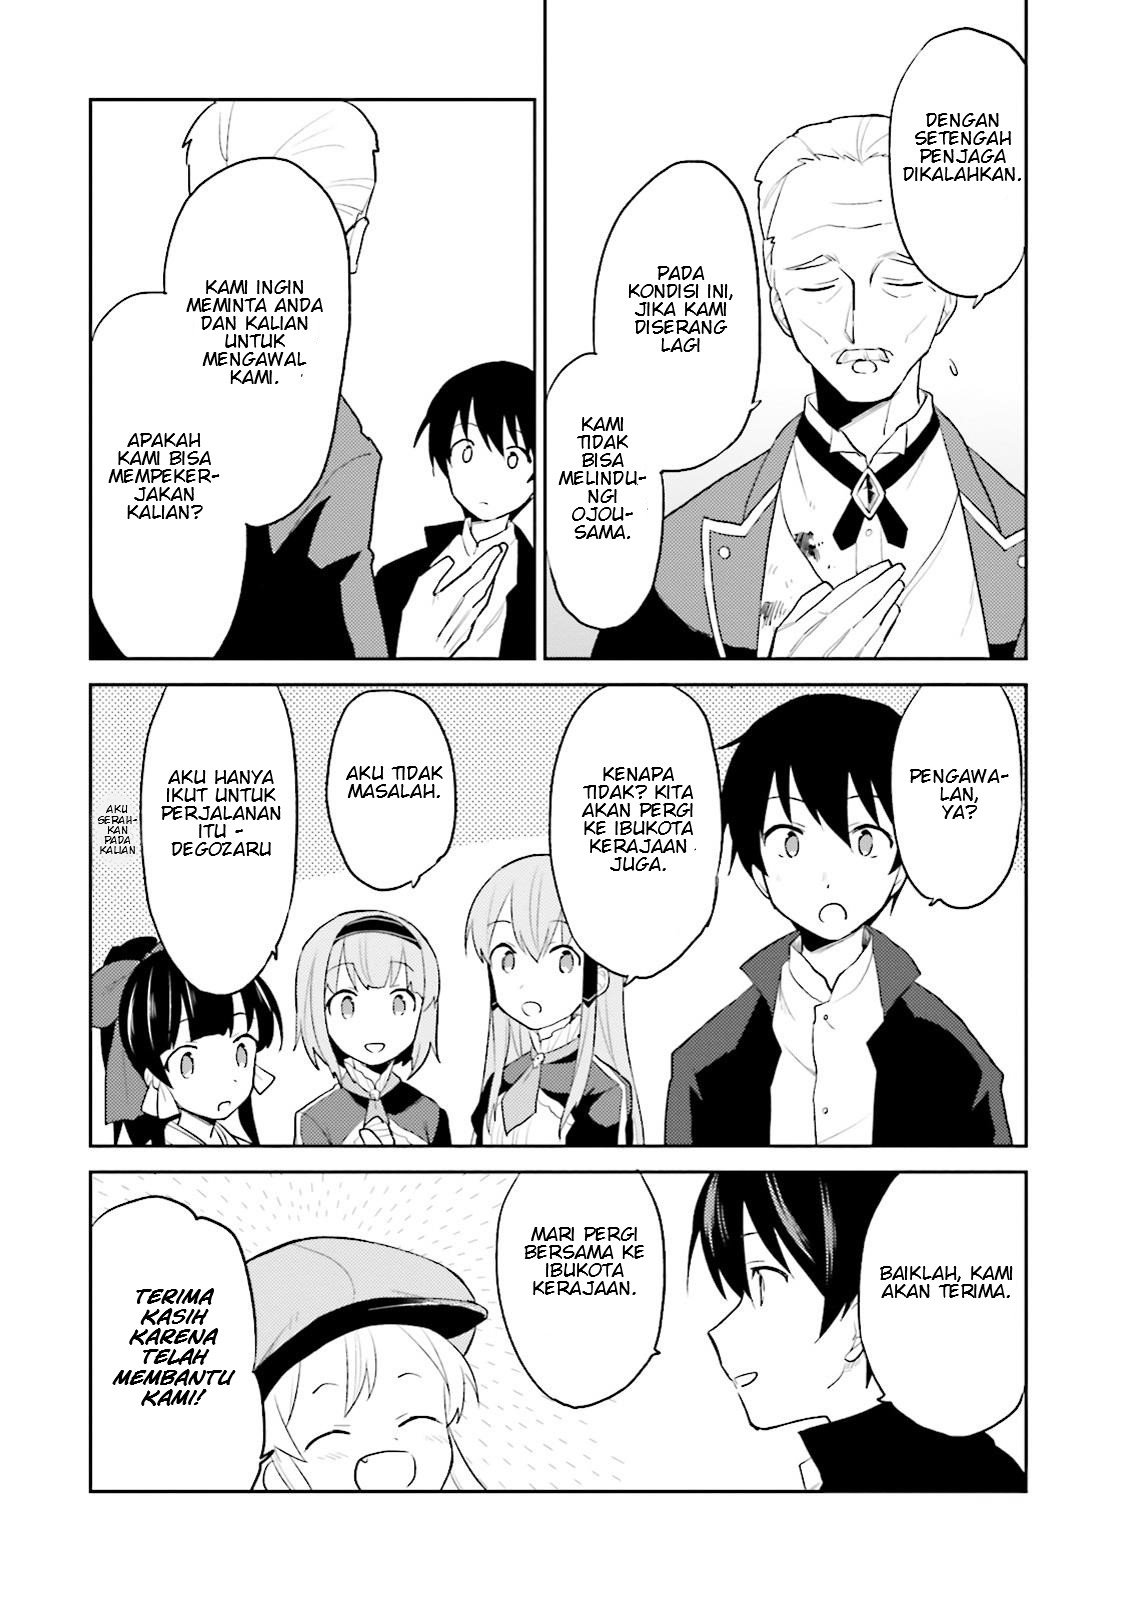 DENGAN
SETENGAH
PENJAGA
DIKALAHKAN.
PADA
KONDISI INI,
JIKA KAMI
DISERANG
LAGI
KAMI
TIDAK
BISA
MELINDU-
NGI
OJOU-
SAMA.
KAMI INGIN
MEMINTA ANDA
DAN KALIAN
UNTUK
MENGAWAL
KAMI.
APAKAH
KAMI BISA
MEMPEKER-
JAKAN
KALIAN?
PENGAWA-
LAN,
YA?
KENAPA
TIDAK? KITA
AKAN PERGI
KE IBUKOTA
KERAJAAN
JUGA.
AKU TIDAK
MASALAH.
AKU HANYA
IKUT UNTUK
PERJALANAN
ITU -
DEGOZARU
AKU
SERAH-
KAN
PADA
KALIAN
BAIKLAH, KAMI
AKAN TERIMA.
MARI PERGI
BERSAMA KE
IBUKOTA
KERAJAAN.
TERIMA
KASIH
KARENA
TELAH
MEMBANTU
KAMI!